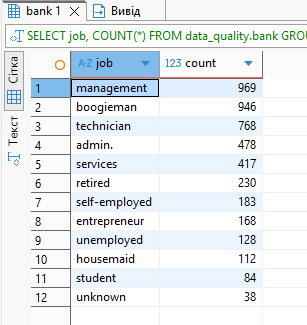 bank 1 Вивід
SELECT job, COUNT(*) FROM data_quality.bank GROU
Сітка
Текст
A-Z job 123 count
1 management 969
2 boogieman 946
3 technician 768
4 admin. 478
5 services 417
6 retired 230
7 self-employed 183
8 entrepreneur 168
9 unemployed 128
10 housemaid 112
11 student 84
12 unknown 38